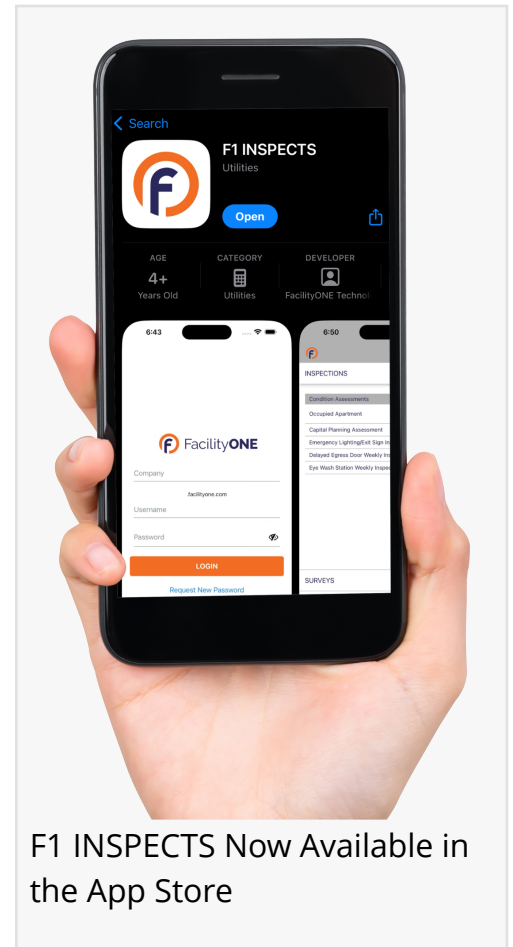 Search
F1 INSPECTS
Utilities
Open
AGE
CATEGORY
DEVELOPER
4+
Years Old
Utilities
FacilityONE Technol
6:43
FacilityONE
Company
.facilityone.com
Username
Password
LOGIN
Request New Password
6:50
INSPECTIONS
Condition Assessments
Occupied Apartment
Capital Planning Assessment
Emergency Lighting/Exit Sign In
Delayed Egress Door Weekly Ins
Eye Wash Station Weekly Inspec
SURVEYS
F1 INSPECTS Now Available in
the App Store